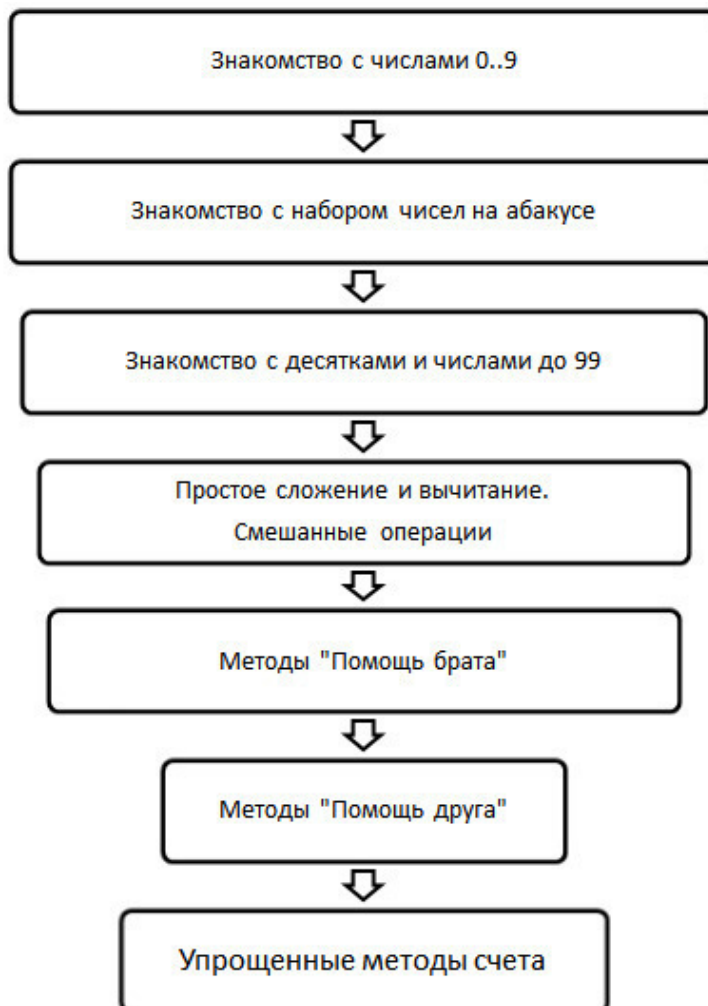 Знакомство с числами 0..9
Знакомство с набором чисел на абакусе
Знакомство с десятками и числами до 99
Простое сложение и вычитание.
Смешанные операции
Методы "Помощь брата"
Методы "Помощь друга"
Упрощенные методы счета